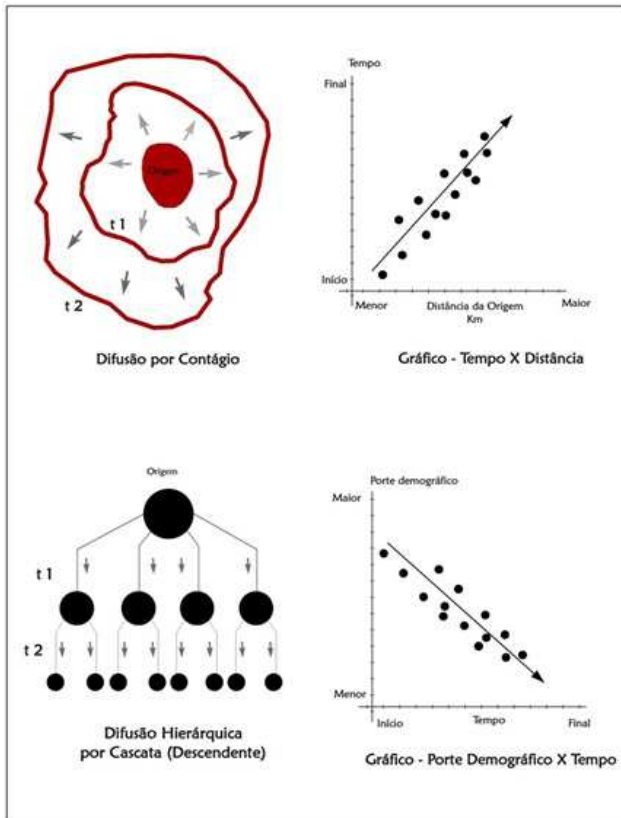 Origem
t 1
t 2
Difusão por Contágio
Tempo
Final
Início
Menor
Distância da Origem
Km
Maior
Gráfico - Tempo X Distância
Origem
t 1
t 2
Difusão Hierárquica
por Cascata (Descendente)
Porte demográfico
Maior
Menor
Início
Tempo
Final
Gráfico - Porte Demográfico X Tempo